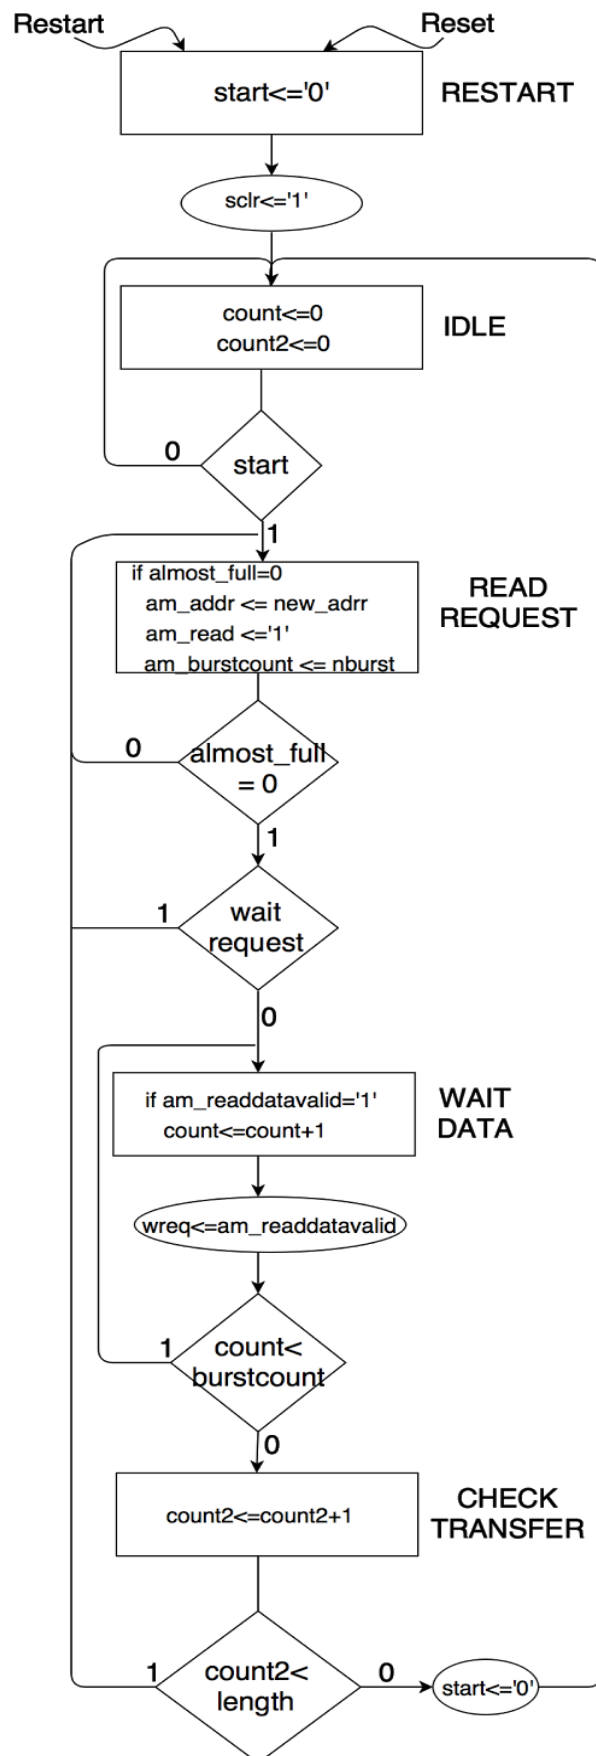 Restart
Reset
start<='0'
RESTART
sclr<='1'
count<=0
count2<=0
IDLE
0
start
1
if almost_full=0
am_addr <= new_adrr
am_read <='1'
am_burstcount <= nburst
READ
REQUEST
0
almost_full
= 0
1
1
wait
request
0
if am_readdatavalid='1'
count<=count+1
WAIT
DATA
wreq<=am_readdatavalid
1
count<
burstcount
0
count2<=count2+1
CHECK
TRANSFER
1
count2<
length
0
start<='0'